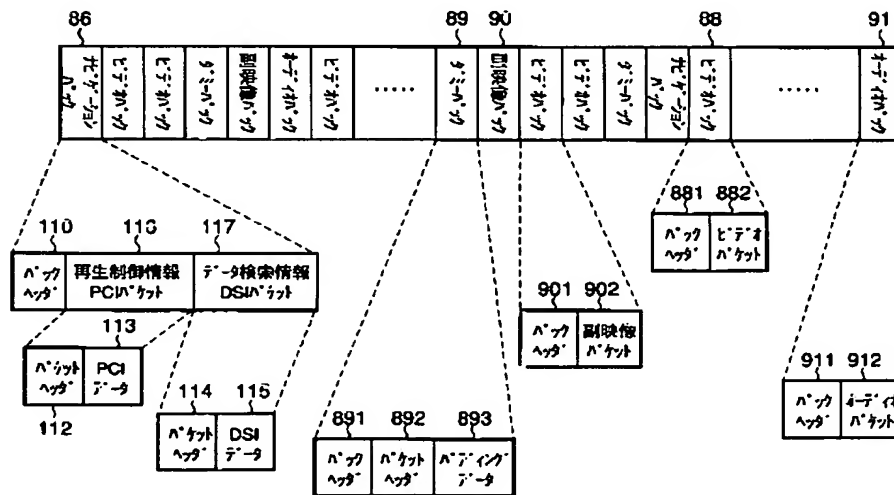 86
89
90
88
91
ナビゲーション
パック
ビデオパック
ビデオパック
ダミーパック
副映像パック
オーディオパック
ビデオパック
.....
ダミーパック
副映像パック
ビデオパック
ビデオパック
ダミーパック
ナビゲーション
パック
ビデオパック
.....
オーディオパック
110
116
117
パック
ヘッダ
再生制御情報
PCIパケット
データ検索情報
DSIパケット
881
882
パック
ヘッダ
ビデオ
パケット
113
パケット
ヘッダ
PCI
データ
112
901
902
パック
ヘッダ
副映像
パケット
114
115
パケット
ヘッダ
DSI
データ
911
912
パック
ヘッダ
オーディオ
パケット
891
892
893
パック
ヘッダ
パケット
ヘッダ
パディング
データ